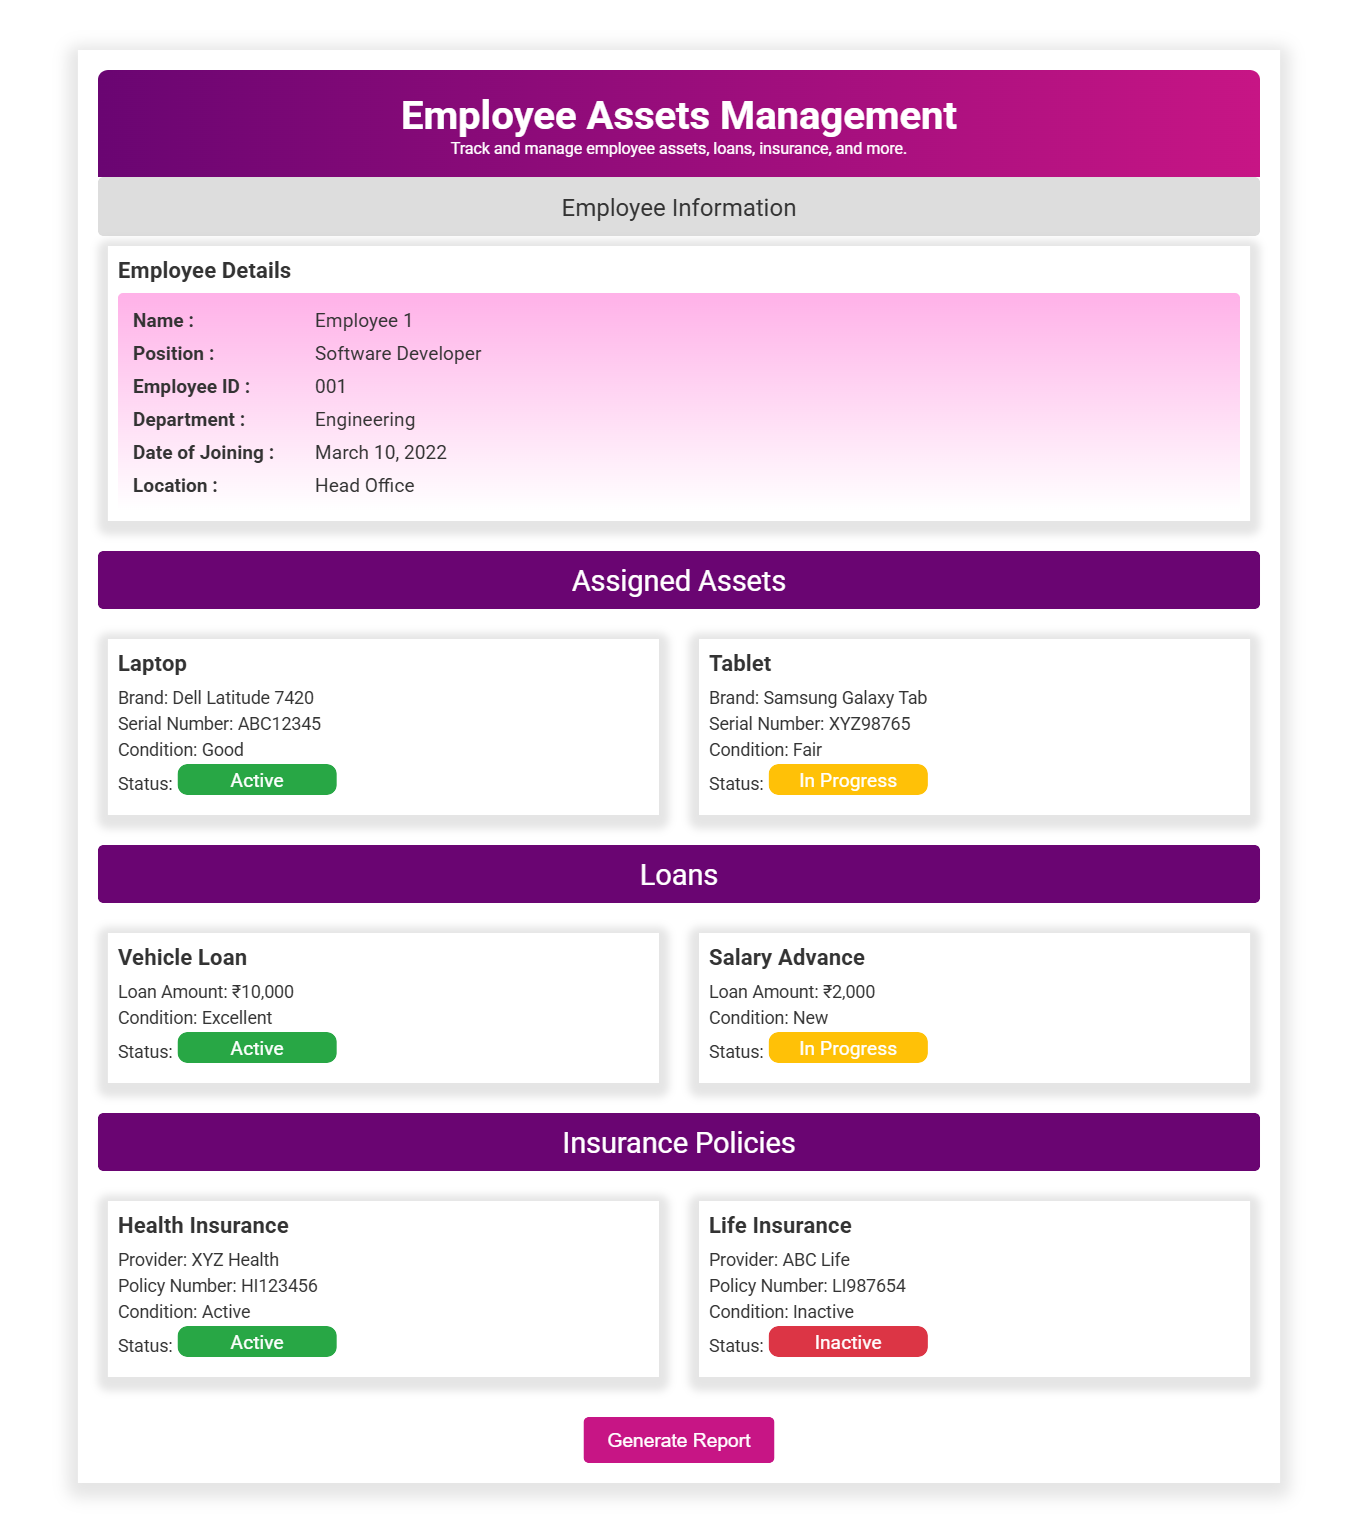 Employee Assets Management
Track and manage employee assets, loans, insurance, and more.
Employee Information
Employee Details
Name : Employee 1
Position : Software Developer
Employee ID : 001
Department : Engineering
Date of Joining : March 10, 2022
Location : Head Office
Assigned Assets
Laptop
Brand: Dell Latitude 7420
Serial Number: ABC12345
Condition: Good
Status: Active
Tablet
Brand: Samsung Galaxy Tab
Serial Number: XYZ98765
Condition: Fair
Status: In Progress
Loans
Vehicle Loan
Loan Amount: ₹10,000
Condition: Excellent
Status: Active
Salary Advance
Loan Amount: ₹2,000
Condition: New
Status: In Progress
Insurance Policies
Health Insurance
Provider: XYZ Health
Policy Number: HI123456
Condition: Active
Status: Active
Life Insurance
Provider: ABC Life
Policy Number: LI987654
Condition: Inactive
Status: Inactive
Generate Report